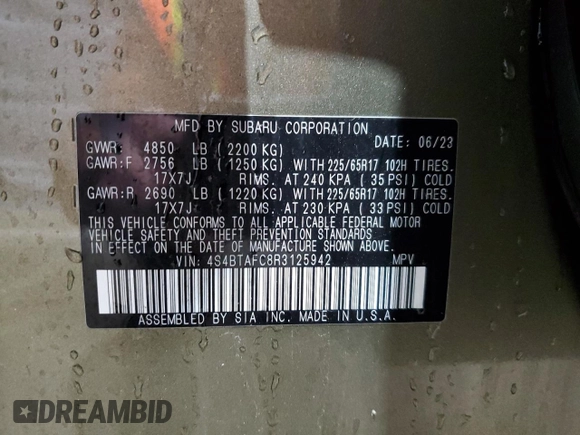 MFD BY SUBARU CORPORATION
DATE: 06/23
GVWR: 4850 LB (2200 KG)
GAWR:F 2756 LB (1250 KG) WITH 225/65R17 102H TIRES.
17X7J RIMS. AT 240 KPA (35 PSI) COLD
GAWR:R 2690 LB (1220 KG) WITH 225/65R17 102H TIRES.
17X7J RIMS. AT 230 KPA (33 PSI) COLD
THIS VEHICLE CONFORMS TO ALL APPLICABLE FEDERAL MOTOR
VEHICLE SAFETY AND THEFT PREVENTION STANDARDS
IN EFFECT ON THE DATE OF MANUFACTURE SHOWN ABOVE.
VIN: 4S4BTAFC8R3125942 MPV
ASSEMBLED BY SIA INC. MADE IN U.S.A.
DREAMBID